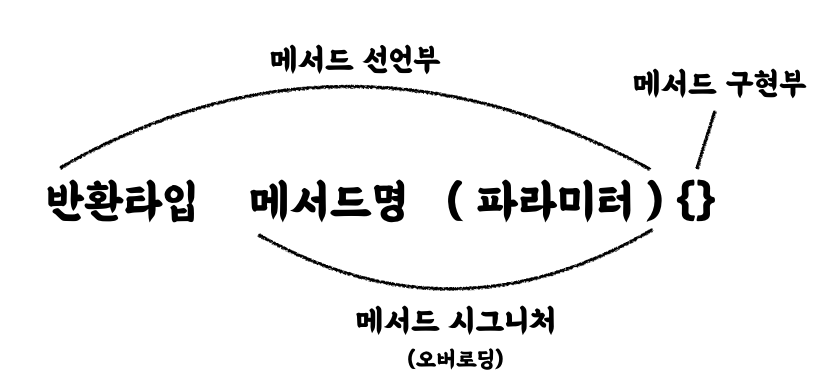 메서드 선언부
메서드 구현부
반환타입 메서드명 ( 파라미터 ) {}
메서드 시그니처
(오버로딩)